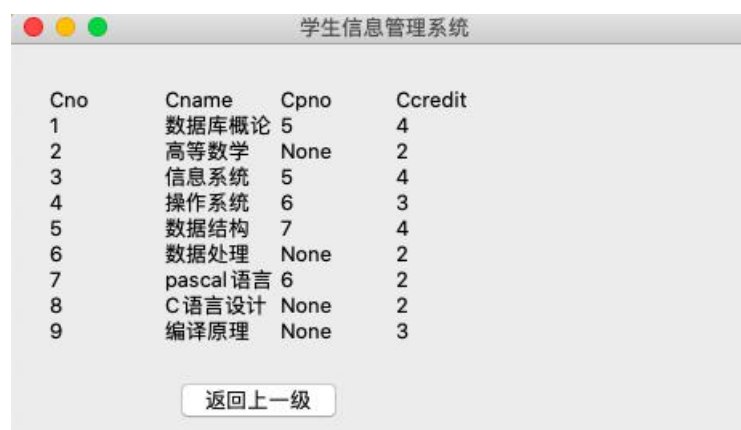 学生信息管理系统
Cno Cname Cpno Ccredit
1 数据库概论 5 4
2 高等数学 None 2
3 信息系统 5 4
4 操作系统 6 3
5 数据结构 7 4
6 数据处理 None 2
7 pascal语言 6 2
8 C语言设计 None 2
9 编译原理 None 3
返回上一级